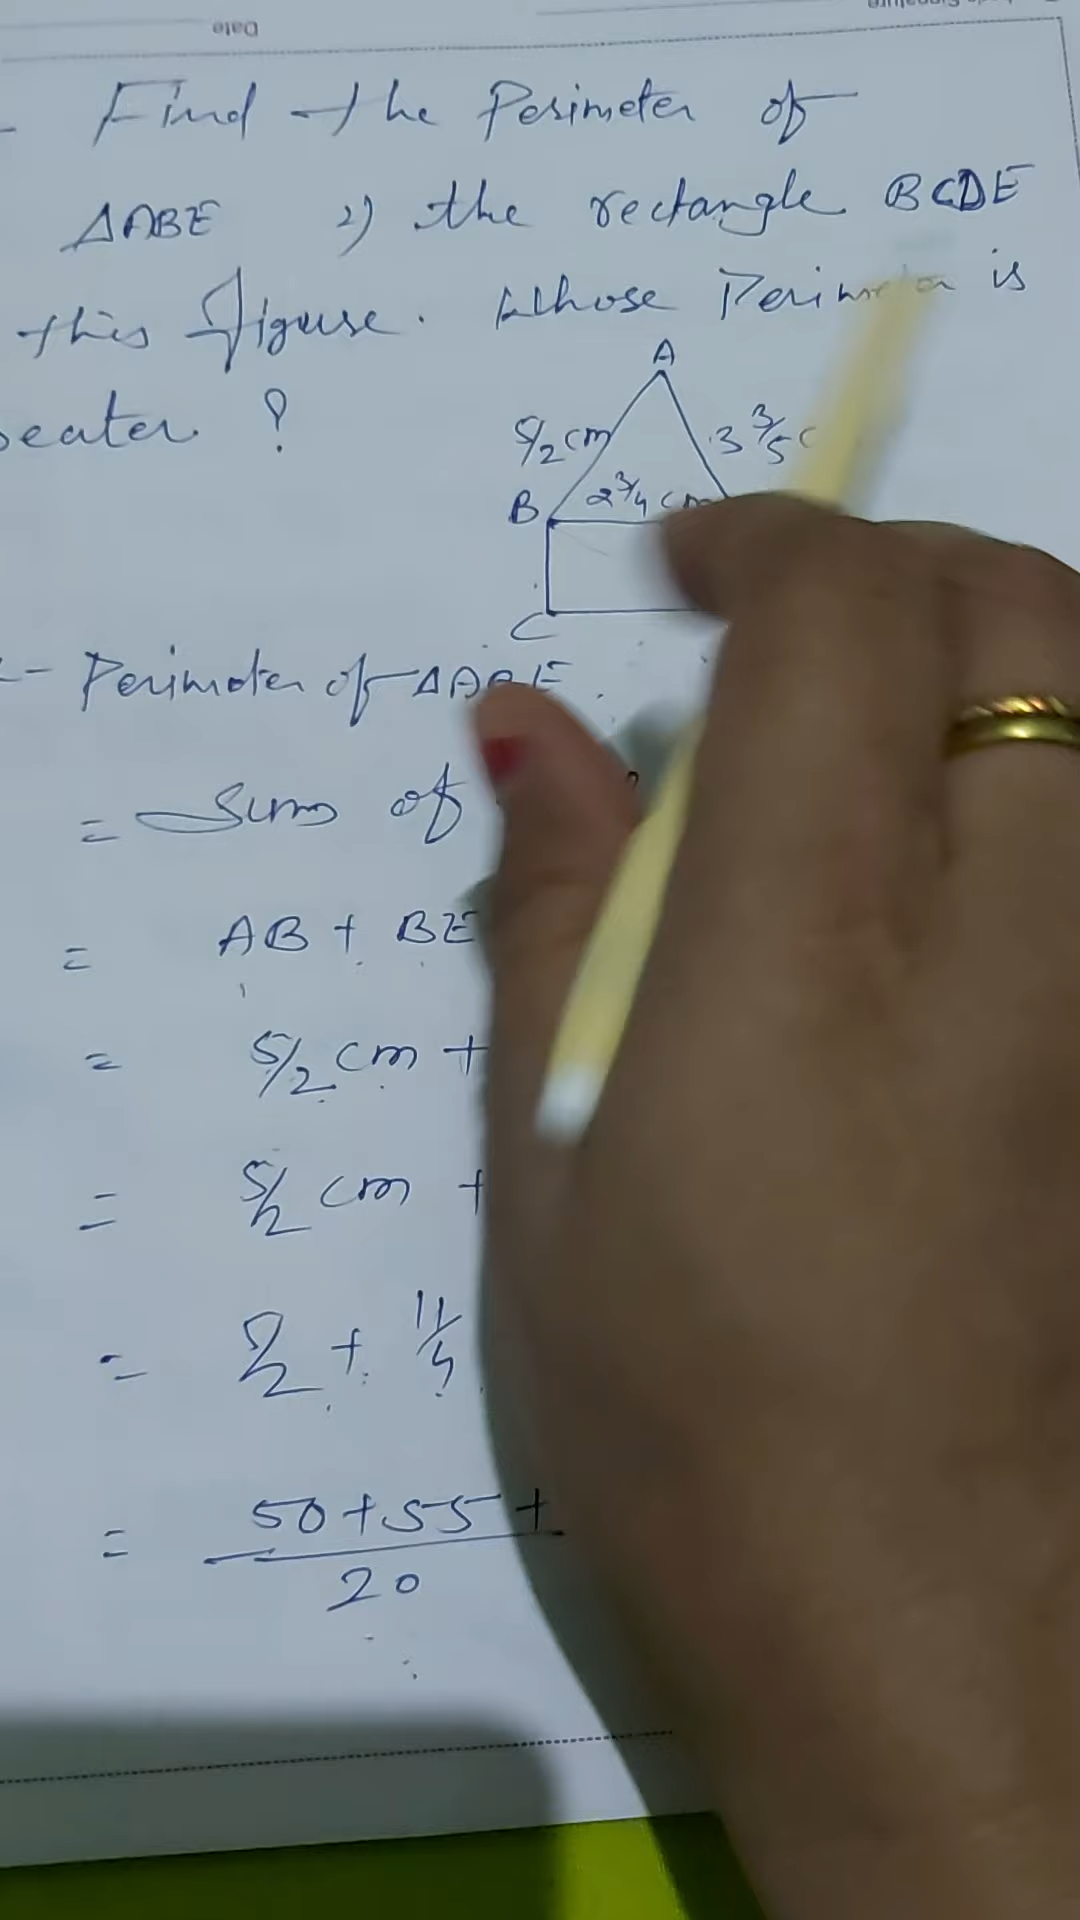 Date
Find the Perimeter of
ΔABE 2) the rectangle BCDE
this figure. Whose Perimeter is
?
A
5/2 cm
3 3/5
B
2 3/4 cm
C
Perimeter of ΔABE
= Sum of
= AB + BE
= 5/2 cm +
= 5/2 cm +
= 5/2 + 11/4
= 50 + 55 +
20